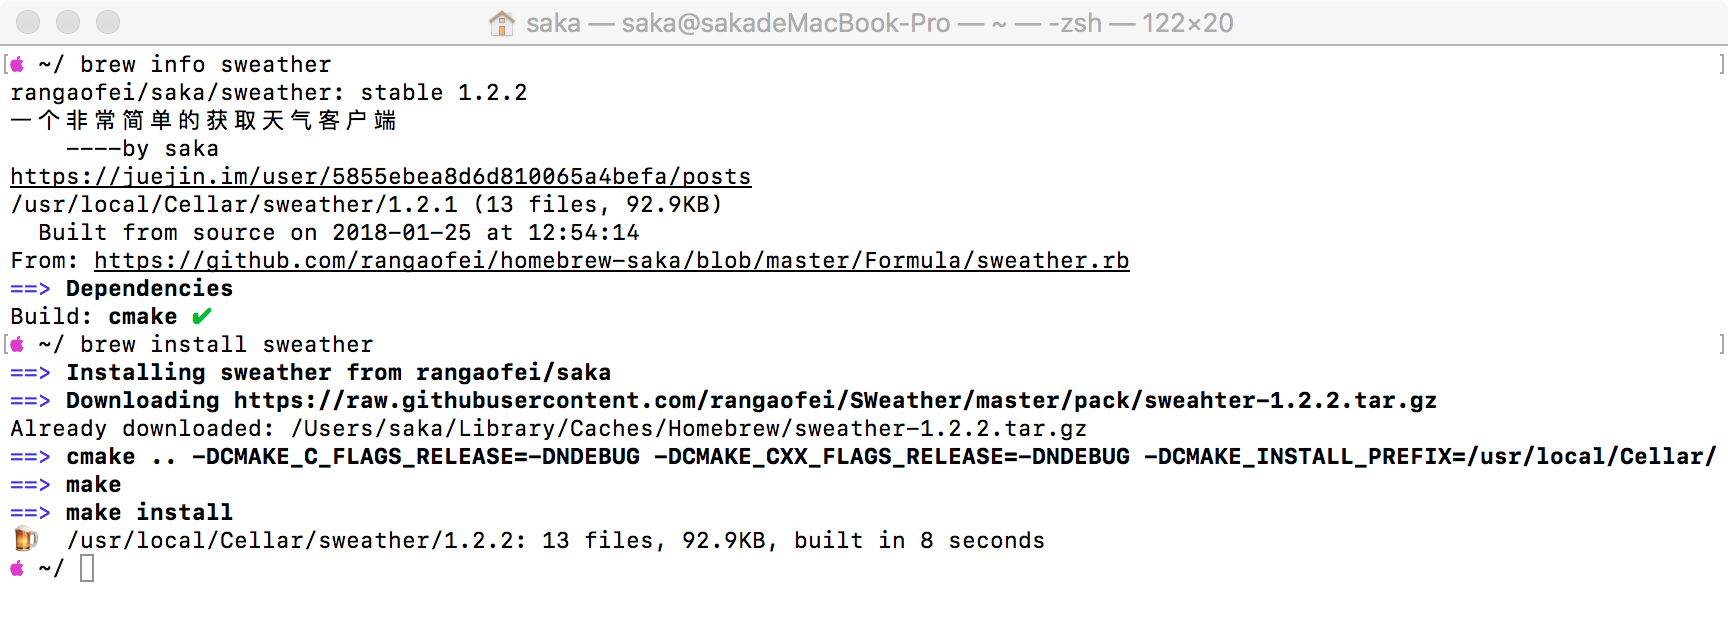 saka — saka@sakadeMacBook-Pro — ~ — -zsh — 122×20
~/ brew info sweather
rangaofei/saka/sweather: stable 1.2.2
一个非常简单的获取天气客户端
----by saka
https://juejin.im/user/5855ebea8d6d810065a4befa/posts
/usr/local/Cellar/sweather/1.2.1 (13 files, 92.9KB)
Built from source on 2018-01-25 at 12:54:14
From: https://github.com/rangaofei/homebrew-saka/blob/master/Formula/sweather.rb
==> Dependencies
Build: cmake ✔
~/ brew install sweather
==> Installing sweather from rangaofei/saka
==> Downloading https://raw.githubusercontent.com/rangaofei/SWeather/master/pack/sweahter-1.2.2.tar.gz
Already downloaded: /Users/saka/Library/Caches/Homebrew/sweather-1.2.2.tar.gz
==> cmake .. -DCMAKE_C_FLAGS_RELEASE=-DNDEBUG -DCMAKE_CXX_FLAGS_RELEASE=-DNDEBUG -DCMAKE_INSTALL_PREFIX=/usr/local/Cellar/
==> make
==> make install
🍺 /usr/local/Cellar/sweather/1.2.2: 13 files, 92.9KB, built in 8 seconds
~/